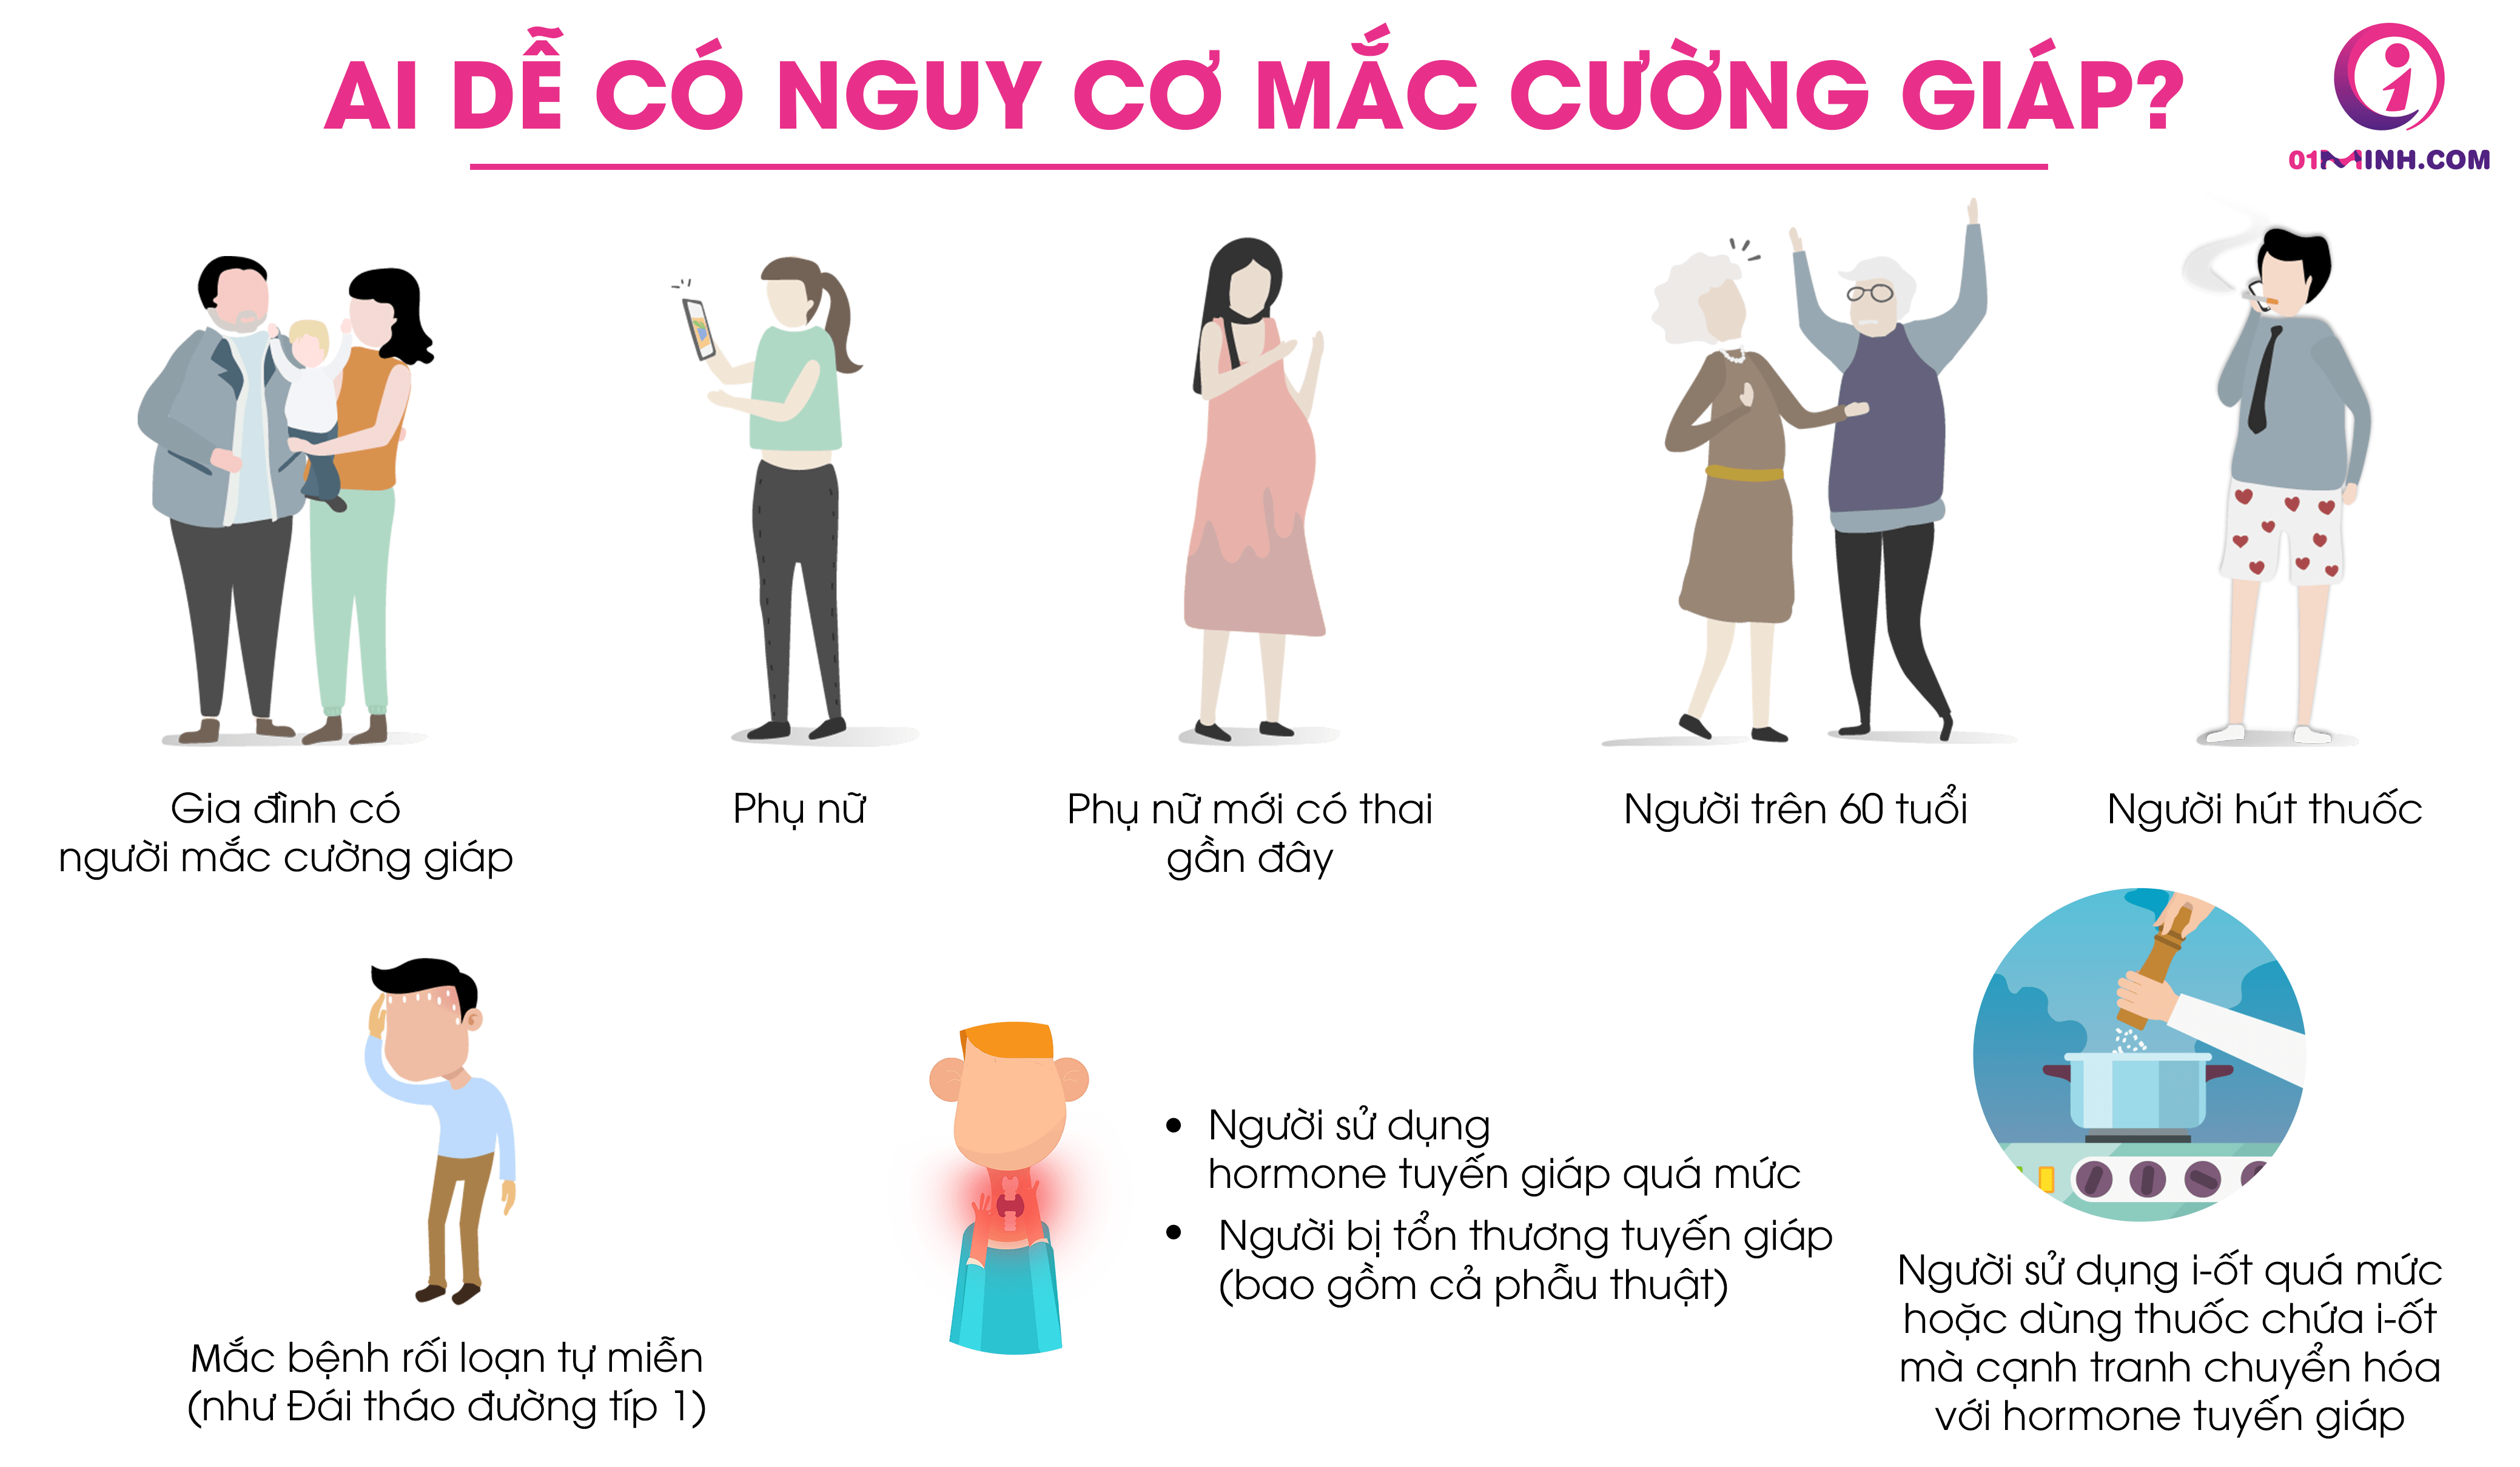 AI DỄ CÓ NGUY CƠ MẮC CƯỜNG GIÁP?
01MINH.COM
Gia đình có
người mắc cường giáp
Phụ nữ
Phụ nữ mới có thai
gần đây
Người trên 60 tuổi
Người hút thuốc
Mắc bệnh rối loạn tự miễn
(như Đái tháo đường típ 1)
• Người sử dụng
hormone tuyến giáp quá mức
• Người bị tổn thương tuyến giáp
(bao gồm cả phẫu thuật)
Người sử dụng i-ốt quá mức
hoặc dùng thuốc chứa i-ốt
mà cạnh tranh chuyển hóa
với hormone tuyến giáp